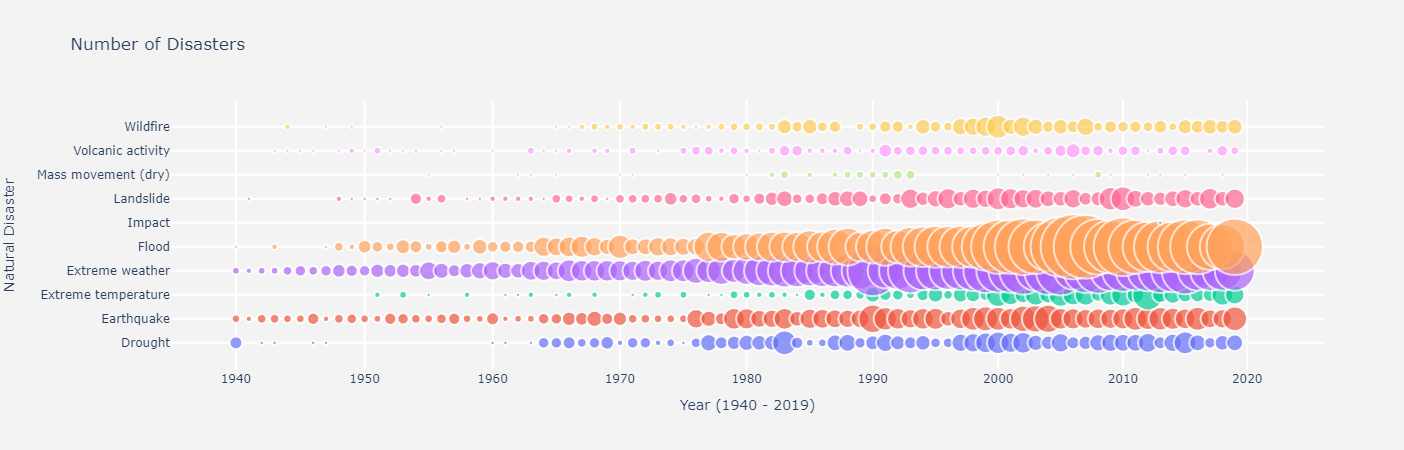 Number of Disasters
Natural Disaster
Wildfire
Volcanic activity
Mass movement (dry)
Landslide
Impact
Flood
Extreme weather
Extreme temperature
Earthquake
Drought
1940 1950 1960 1970 1980 1990 2000 2010 2020
Year (1940 - 2019)